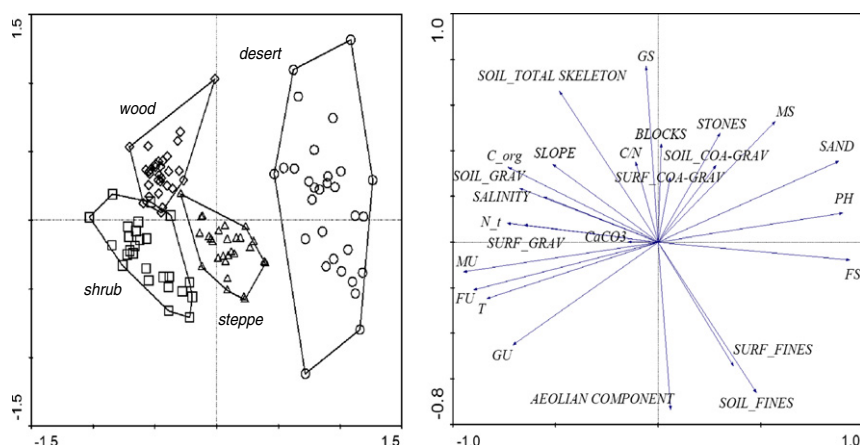 1.5
desert
wood
shrub
steppe
-1.5
-1.5
1.5
1.0
GS
SOIL_TOTAL SKELETON
MS
STONES
BLOCKS
SAND
C_org
SLOPE
C/N
SOIL_COA-GRAV
SOIL_GRAV
SURF_COA-GRAV
SALINITY
PH
N_t
SURF_GRAV
CaCO3
MU
FS
FU
T
GU
SURF_FINES
AEOLIAN COMPONENT
SOIL_FINES
-0.8
-1.0
1.0